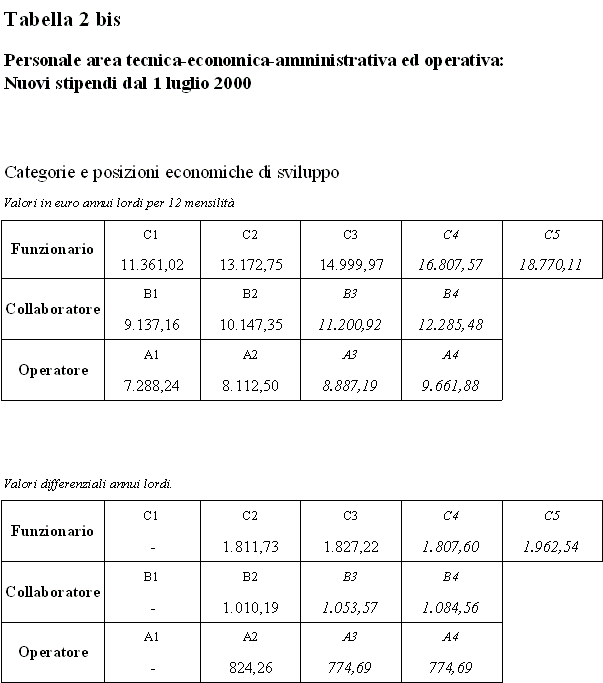 Tabella 2 bis
Personale area tecnica-economica-amministrativa ed operativa:
Nuovi stipendi dal 1 luglio 2000
Categorie e posizioni economiche di sviluppo
Valori in euro annui lordi per 12 mensilità
Funzionario C1 C2 C3 C4 C5
11.361,02 13.172,75 14.999,97 16.807,57 18.770,11
Collaboratore B1 B2 B3 B4
9.137,16 10.147,35 11.200,92 12.285,48
Operatore A1 A2 A3 A4
7.288,24 8.112,50 8.887,19 9.661,88
Valori differenziali annui lordi.
Funzionario C1 C2 C3 C4 C5
- 1.811,73 1.827,22 1.807,60 1.962,54
Collaboratore B1 B2 B3 B4
- 1.010,19 1.053,57 1.084,56
Operatore A1 A2 A3 A4
- 824,26 774,69 774,69